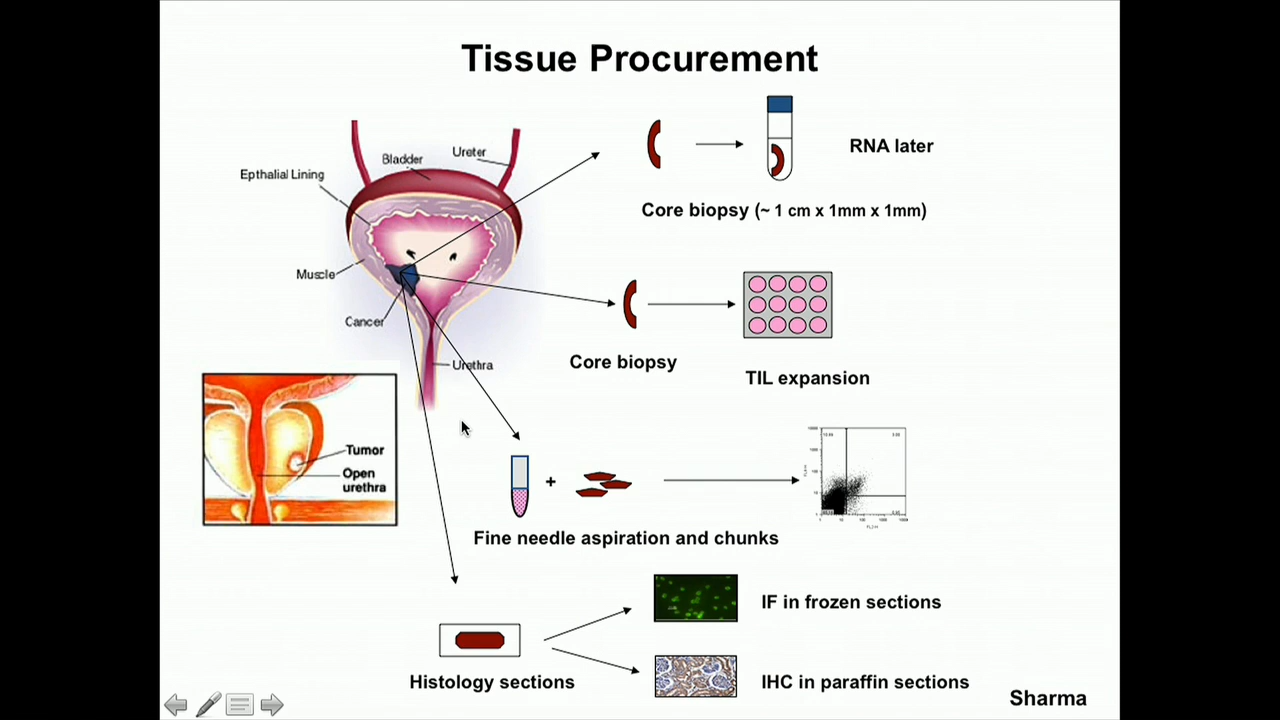 Tissue Procurement
Bladder
Ureter
Epthalial Lining
Muscle
Cancer
Urethra
RNA later
Core biopsy (~ 1 cm x 1mm x 1mm)
Core biopsy
TIL expansion
Tumor
Open
urethra
+
Fine needle aspiration and chunks
Histology sections
IF in frozen sections
IHC in paraffin sections
Sharma